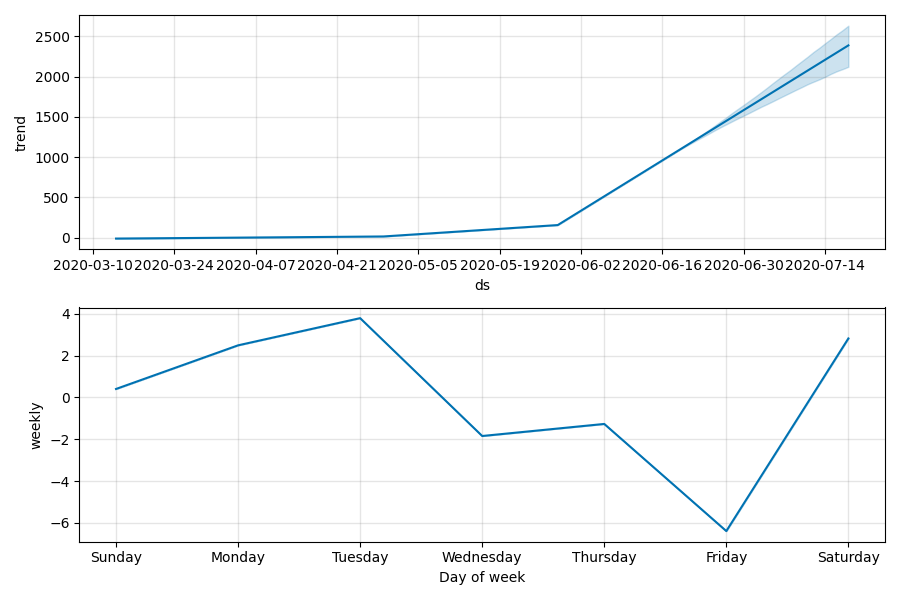 2500
2000
1500
1000
500
0
trend
2020-03-10 2020-03-24 2020-04-07 2020-04-21 2020-05-05 2020-05-19 2020-06-02 2020-06-16 2020-06-30 2020-07-14
ds
4
2
0
−2
−4
−6
weekly
Sunday Monday Tuesday Wednesday Thursday Friday Saturday
Day of week